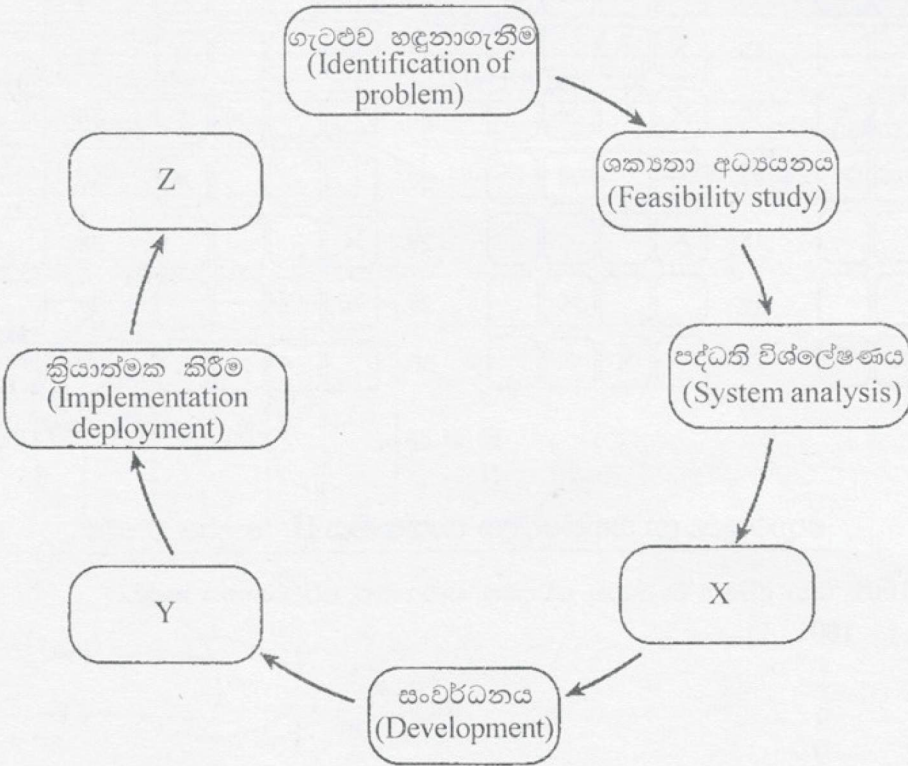 ගැටළුව හඳුනාගැනීම
(Identification of
problem)
ශක්‍යතා අධ්‍යයනය
(Feasibility study)
පද්ධති විශ්ලේෂණය
(System analysis)
X
සංවර්ධනය
(Development)
Y
ක්‍රියාත්මක කිරීම
(Implementation
deployment)
Z